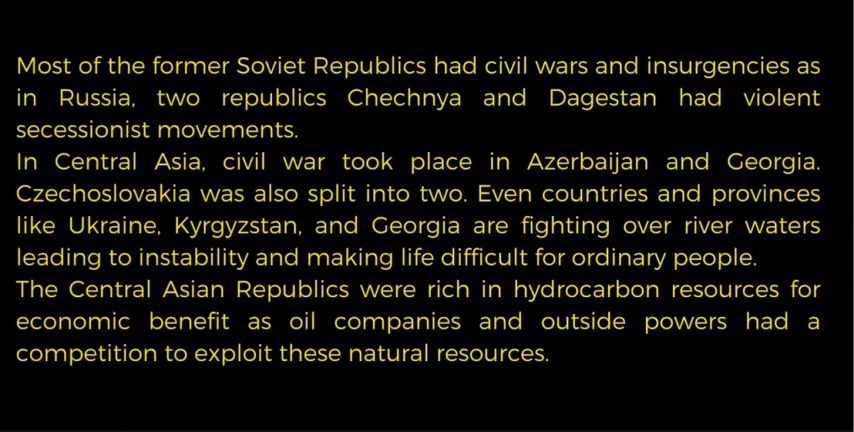 Most of the former Soviet Republics had civil wars and insurgencies as
in Russia, two republics Chechnya and Dagestan had violent
secessionist movements.
In Central Asia, civil war took place in Azerbaijan and Georgia.
Czechoslovakia was also split into two. Even countries and provinces
like Ukraine, Kyrgyzstan, and Georgia are fighting over river waters
leading to instability and making life difficult for ordinary people.
The Central Asian Republics were rich in hydrocarbon resources for
economic benefit as oil companies and outside powers had a
competition to exploit these natural resources.